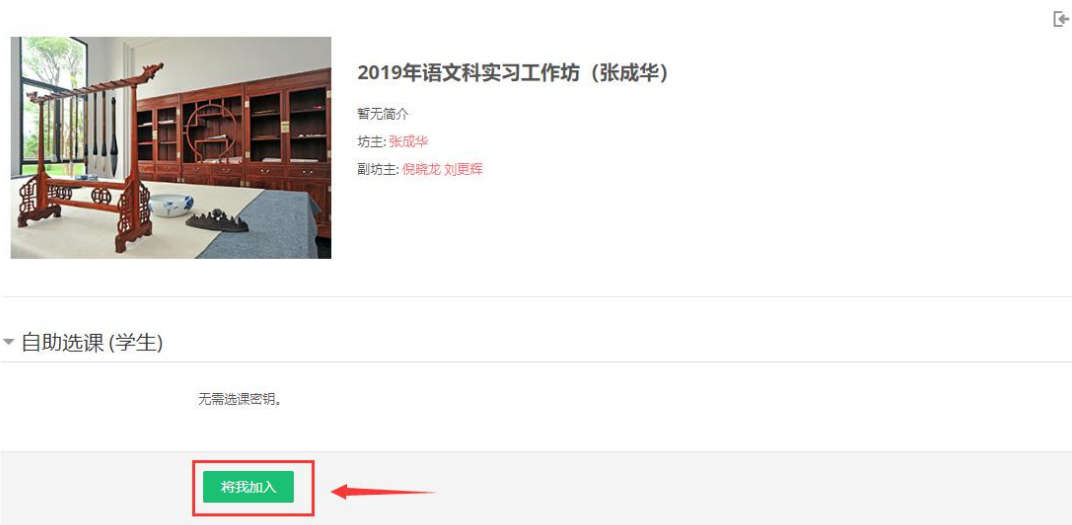 2019年语文科实习工作坊（张成华）
暂无简介
坊主: 张成华
副坊主: 倪晓龙 刘更辉
自助选课 (学生)
无需选课密钥。
将我加入